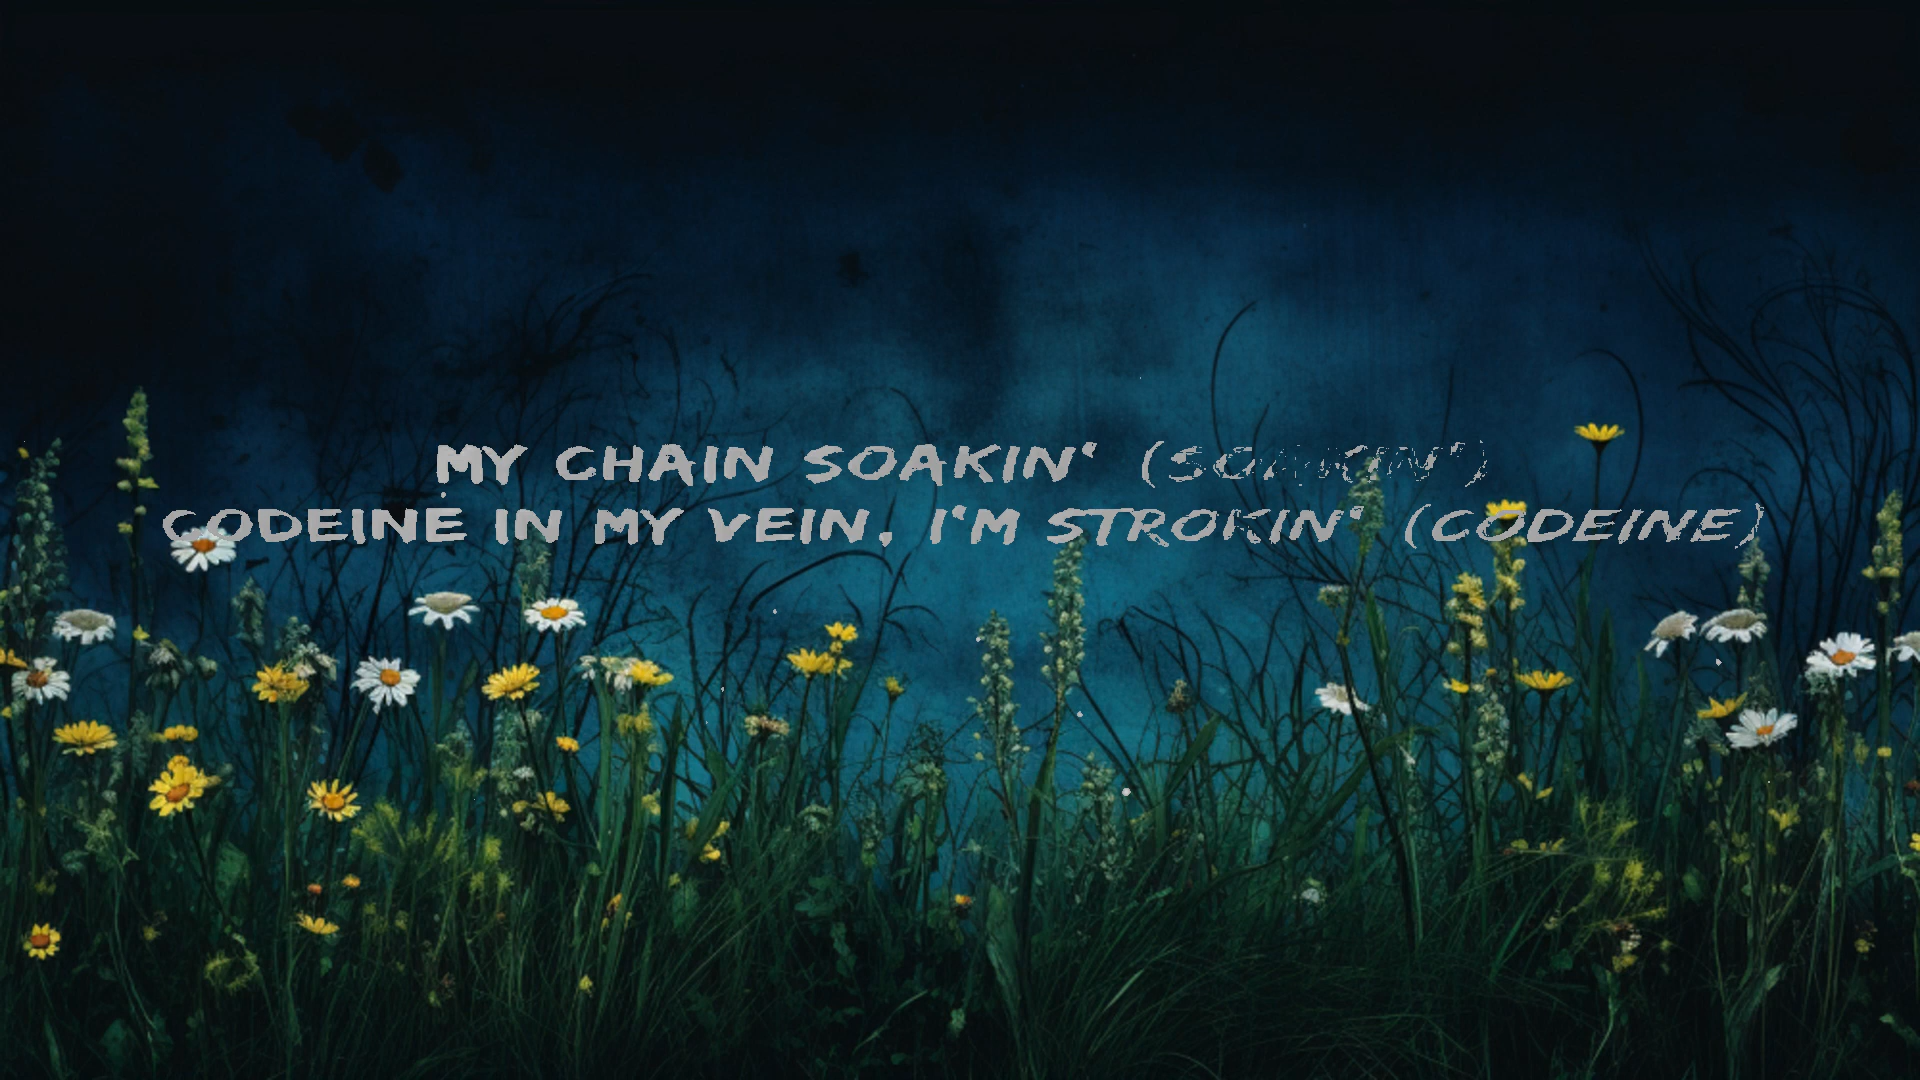 MY CHAIN SOAKIN' (SOAKIN')
CODEINE IN MY VEIN, I'M STROKIN' (CODEINE)